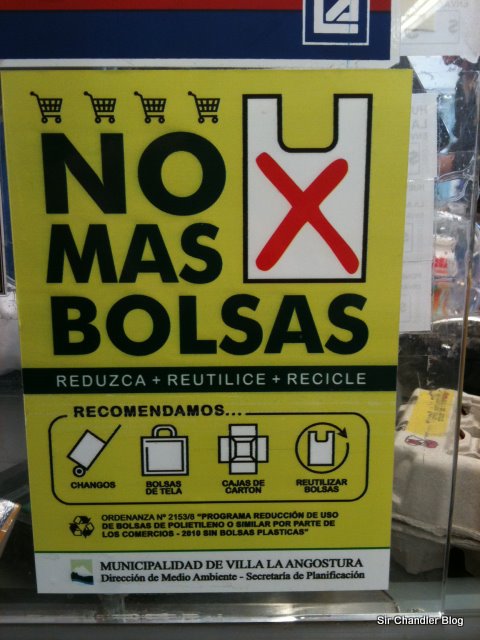 NO
MAS
BOLSAS
REDUZCA + REUTILICE + RECICLE
RECOMENDAMOS...
CHANGOS
BOLSAS
DE TELA
CAJAS DE
CARTON
REUTILIZAR
BOLSAS
ORDENANZA Nº 2153/8 "PROGRAMA REDUCCIÓN DE USO
DE BOLSAS DE POLIETILENO O SIMILAR POR PARTE
DE LOS COMERCIOS - 2010 SIN BOLSAS PLASTICAS"
MUNICIPALIDAD DE VILLA LA ANGOSTURA
Dirección de Medio Ambiente - Secretaría de Planificación
Sir Chandler Blog